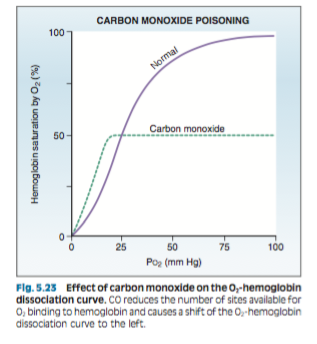 CARBON MONOXIDE POISONING
100
Normal
Hemoglobin saturation by O₂ (%)
50
Carbon monoxide
0
0 25 50 75 100
Po₂ (mm Hg)
Fig. 5.23 Effect of carbon monoxide on the O₂-hemoglobin
dissociation curve. CO reduces the number of sites available for
O₂ binding to hemoglobin and causes a shift of the O₂-hemoglobin
dissociation curve to the left.